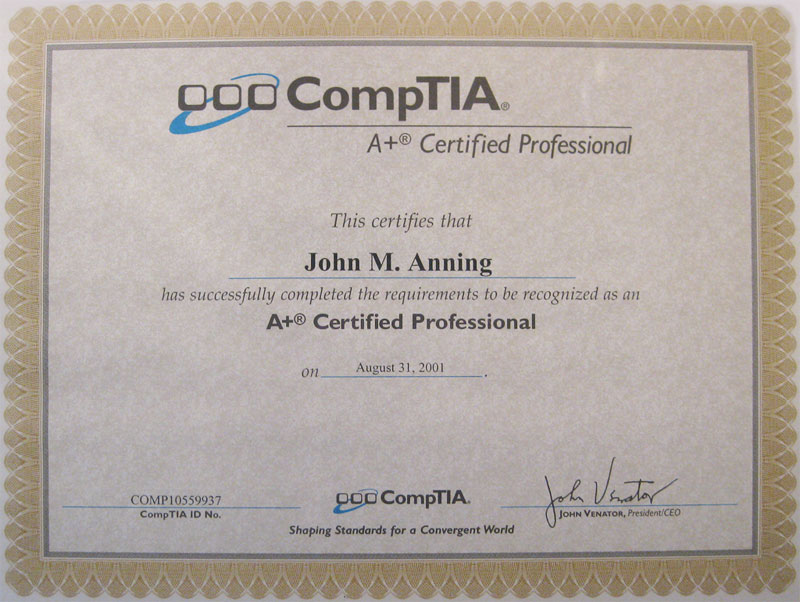 CompTIA®
A+® Certified Professional
This certifies that
John M. Anning
has successfully completed the requirements to be recognized as an
A+® Certified Professional
on August 31, 2001.
COMP10559937
CompTIA ID No.
CompTIA®
Shaping Standards for a Convergent World
John Venator
JOHN VENATOR, President/CEO